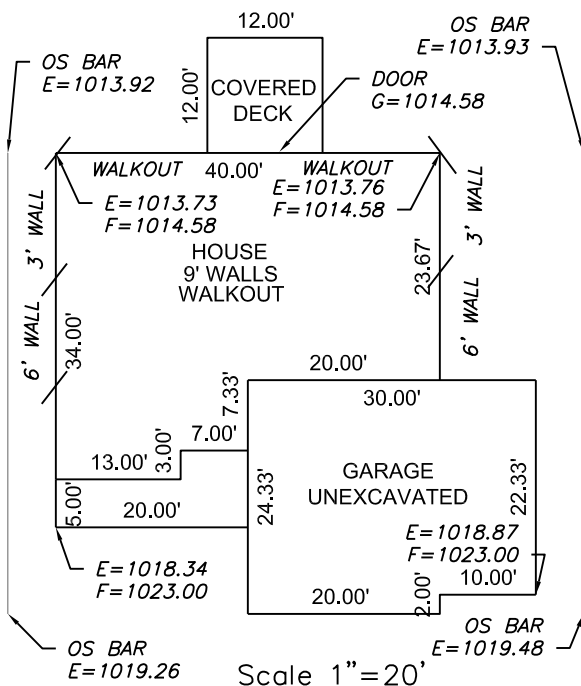 12.00'
OS BAR
E=1013.93
OS BAR
E=1013.92
12.00'
COVERED
DECK
DOOR
G=1014.58
WALKOUT
40.00'
WALKOUT
E=1013.73
F=1014.58
E=1013.76
F=1014.58
3' WALL
3' WALL
HOUSE
9' WALLS
WALKOUT
23.67'
6' WALL
34.00'
6' WALL
20.00'
30.00'
7.33'
7.00'
3.00'
13.00'
5.00'
20.00'
24.33'
GARAGE
UNEXCAVATED
22.33'
E=1018.87
F=1023.00
E=1018.34
F=1023.00
10.00'
2.00'
20.00'
OS BAR
E=1019.26
OS BAR
E=1019.48
Scale 1"=20'